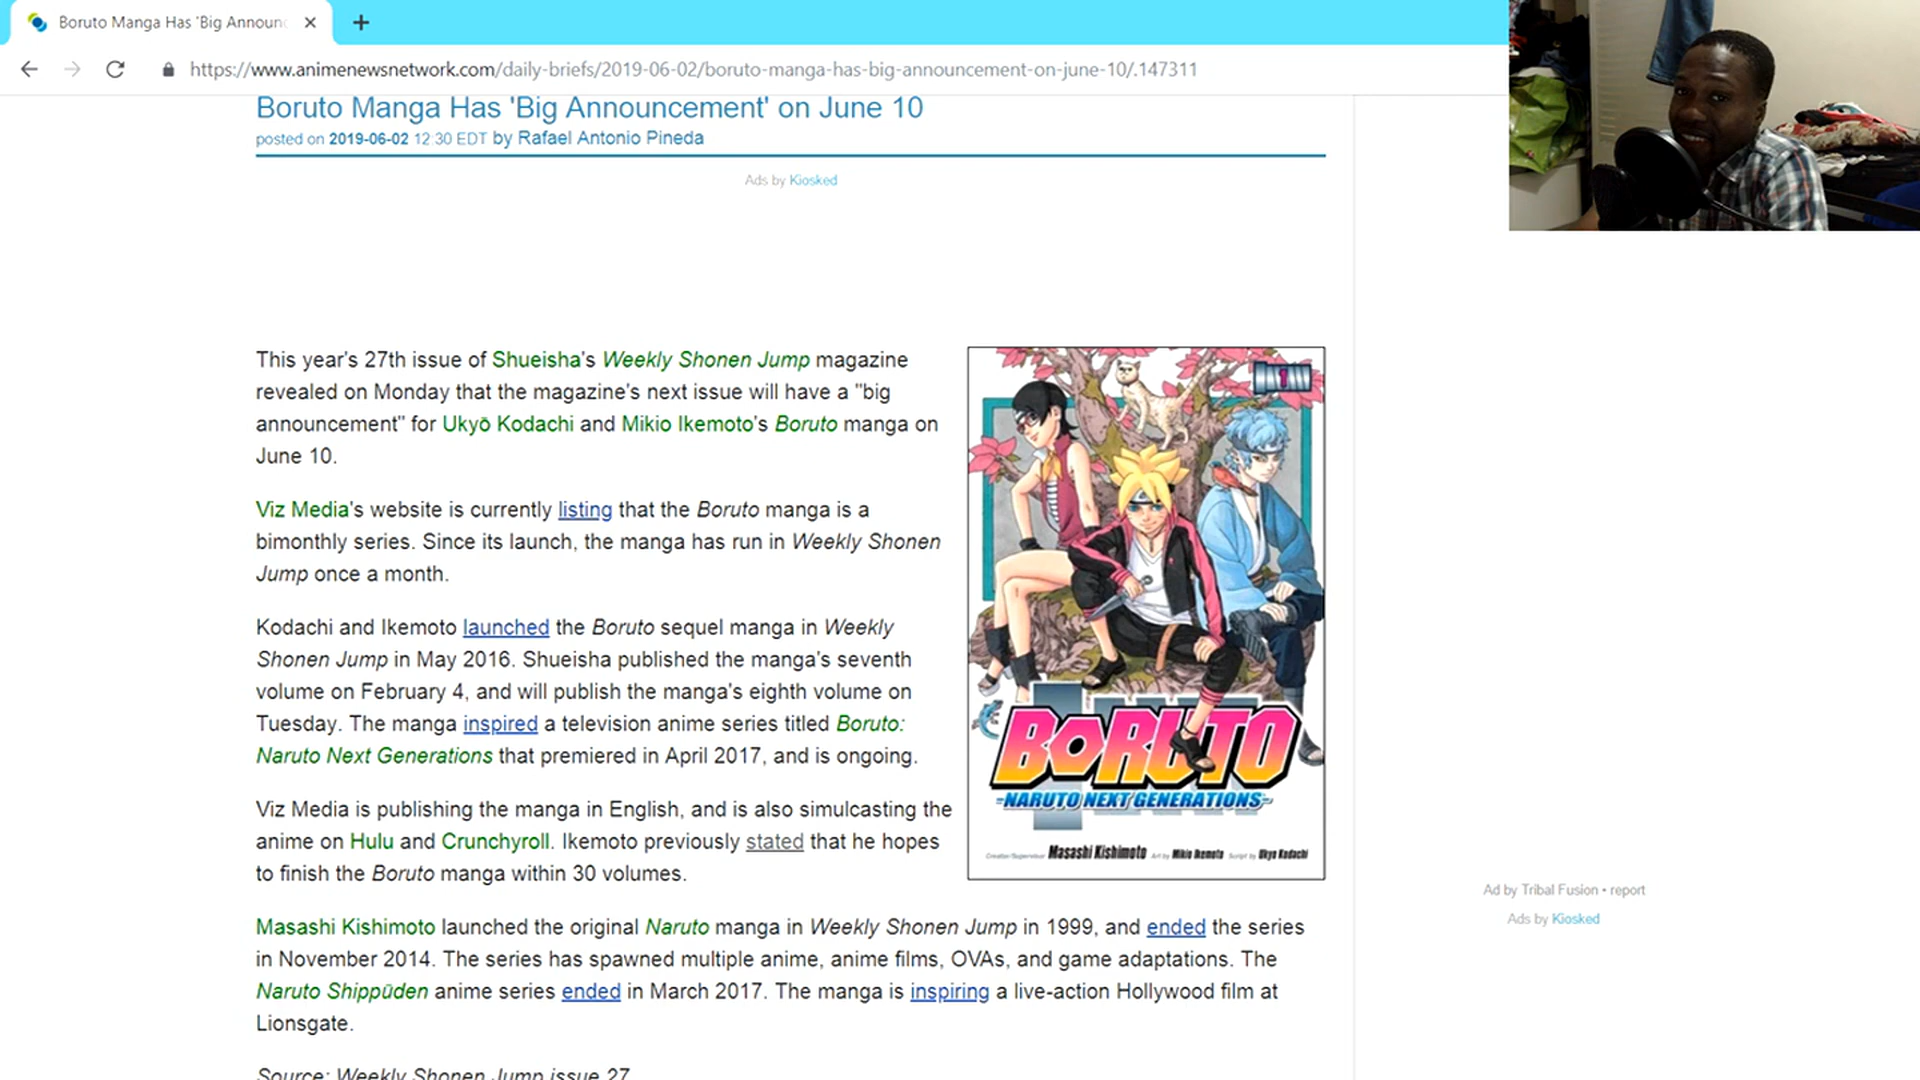 Boruto Manga Has 'Big Announc
https://www.animenewsnetwork.com/daily-briefs/2019-06-02/boruto-manga-has-big-announcement-on-june-10/.147311
Boruto Manga Has 'Big Announcement' on June 10
posted on 2019-06-02 12:30 EDT by Rafael Antonio Pineda
Ads by Kiosked
This year's 27th issue of Shueisha's Weekly Shonen Jump magazine
revealed on Monday that the magazine's next issue will have a "big
announcement" for Ukyō Kodachi and Mikio Ikemoto's Boruto manga on
June 10.
Viz Media's website is currently listing that the Boruto manga is a
bimonthly series. Since its launch, the manga has run in Weekly Shonen
Jump once a month.
Kodachi and Ikemoto launched the Boruto sequel manga in Weekly
Shonen Jump in May 2016. Shueisha published the manga's seventh
volume on February 4, and will publish the manga's eighth volume on
Tuesday. The manga inspired a television anime series titled Boruto:
Naruto Next Generations that premiered in April 2017, and is ongoing.
Viz Media is publishing the manga in English, and is also simulcasting the
anime on Hulu and Crunchyroll. Ikemoto previously stated that he hopes
to finish the Boruto manga within 30 volumes.
1
BORUTO
-NARUTO NEXT GENERATIONS-
Creator/Supervisor Masashi Kishimoto Art by Mikio Ikemoto Script by Ukyo Kodachi
Ad by Tribal Fusion • report
Ads by Kiosked
Masashi Kishimoto launched the original Naruto manga in Weekly Shonen Jump in 1999, and ended the series
in November 2014. The series has spawned multiple anime, anime films, OVAs, and game adaptations. The
Naruto Shippūden anime series ended in March 2017. The manga is inspiring a live-action Hollywood film at
Lionsgate.
Source: Weekly Shonen Jump issue 27